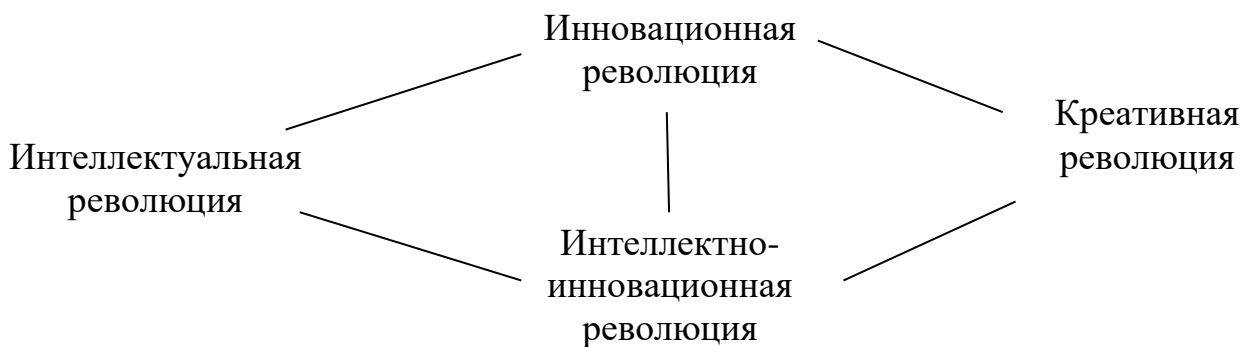 Инновационная
революция
Креативная
революция
Интеллектуальная
революция
Интеллектно-
инновационная
революция